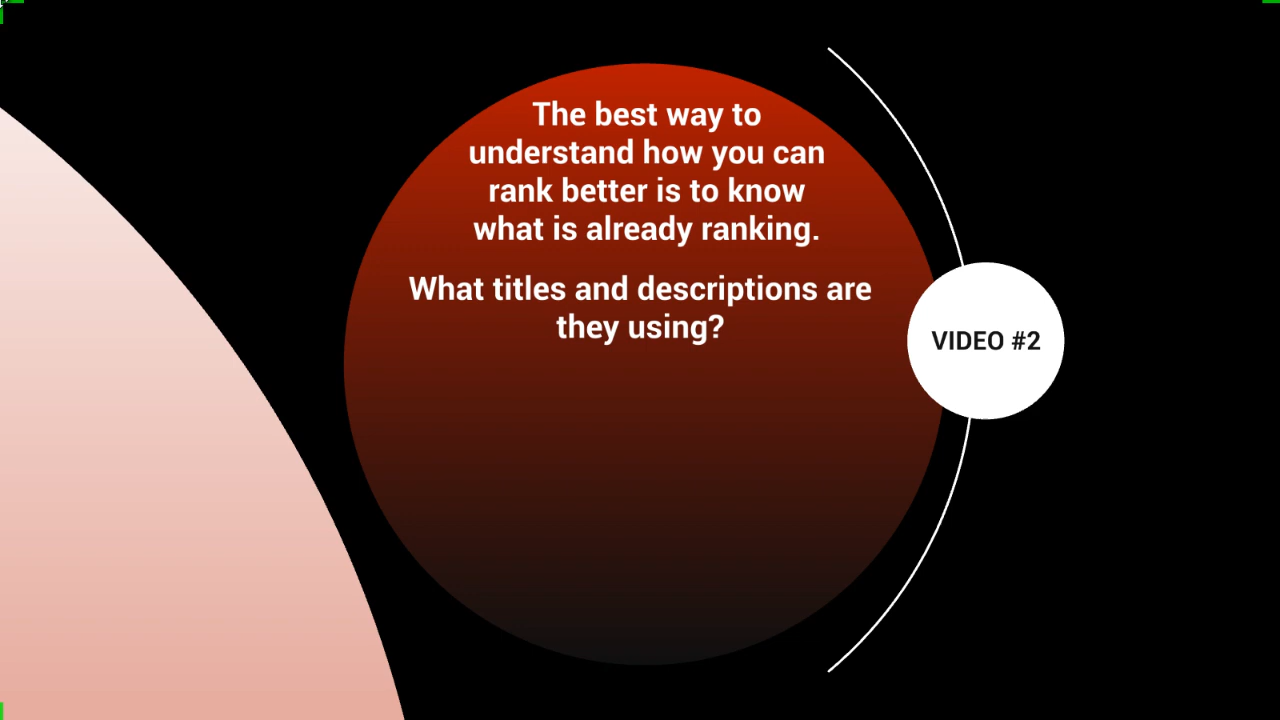 The best way to
understand how you can
rank better is to know
what is already ranking.
What titles and descriptions are
they using?
VIDEO #2